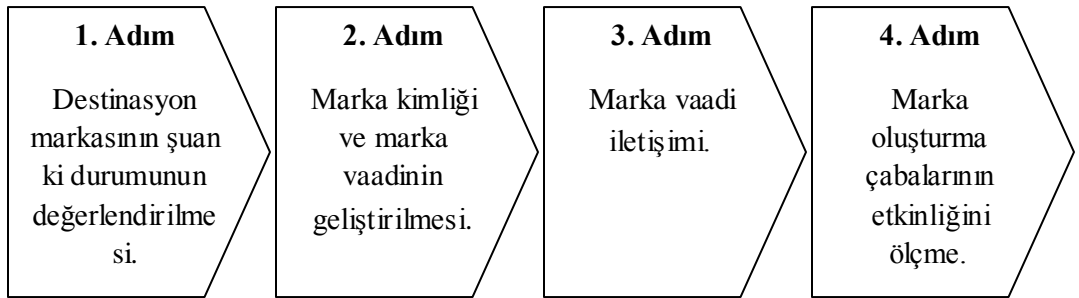 1. Adım
Destinasyon
markasının şuan
ki durumunun
değerlendirilme
si.
2. Adım
Marka kimliği
ve marka
vaadinin
geliştirilmesi.
3. Adım
Marka vaadi
iletişimi.
4. Adım
Marka
oluşturma
çabalarının
etkinliğini
ölçme.